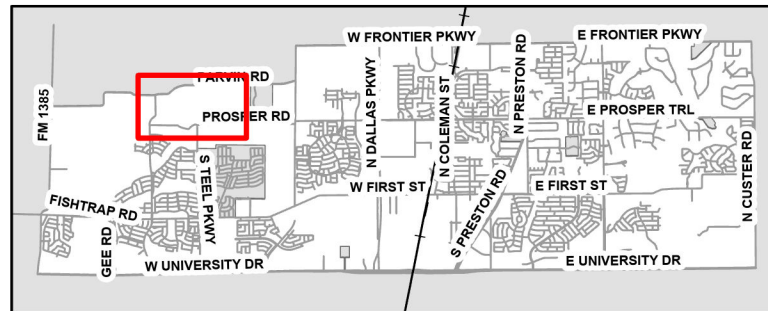 W FRONTIER PKWY
E FRONTIER PKWY
PARVIN RD
FM 1385
PROSPER RD
N DALLAS PKWY
N COLEMAN ST
N PRESTON RD
E PROSPER TRL
S TEEL PKWY
W FIRST ST
S PRESTON RD
E FIRST ST
N CUSTER RD
FISHTRAP RD
GEE RD
W UNIVERSITY DR
E UNIVERSITY DR